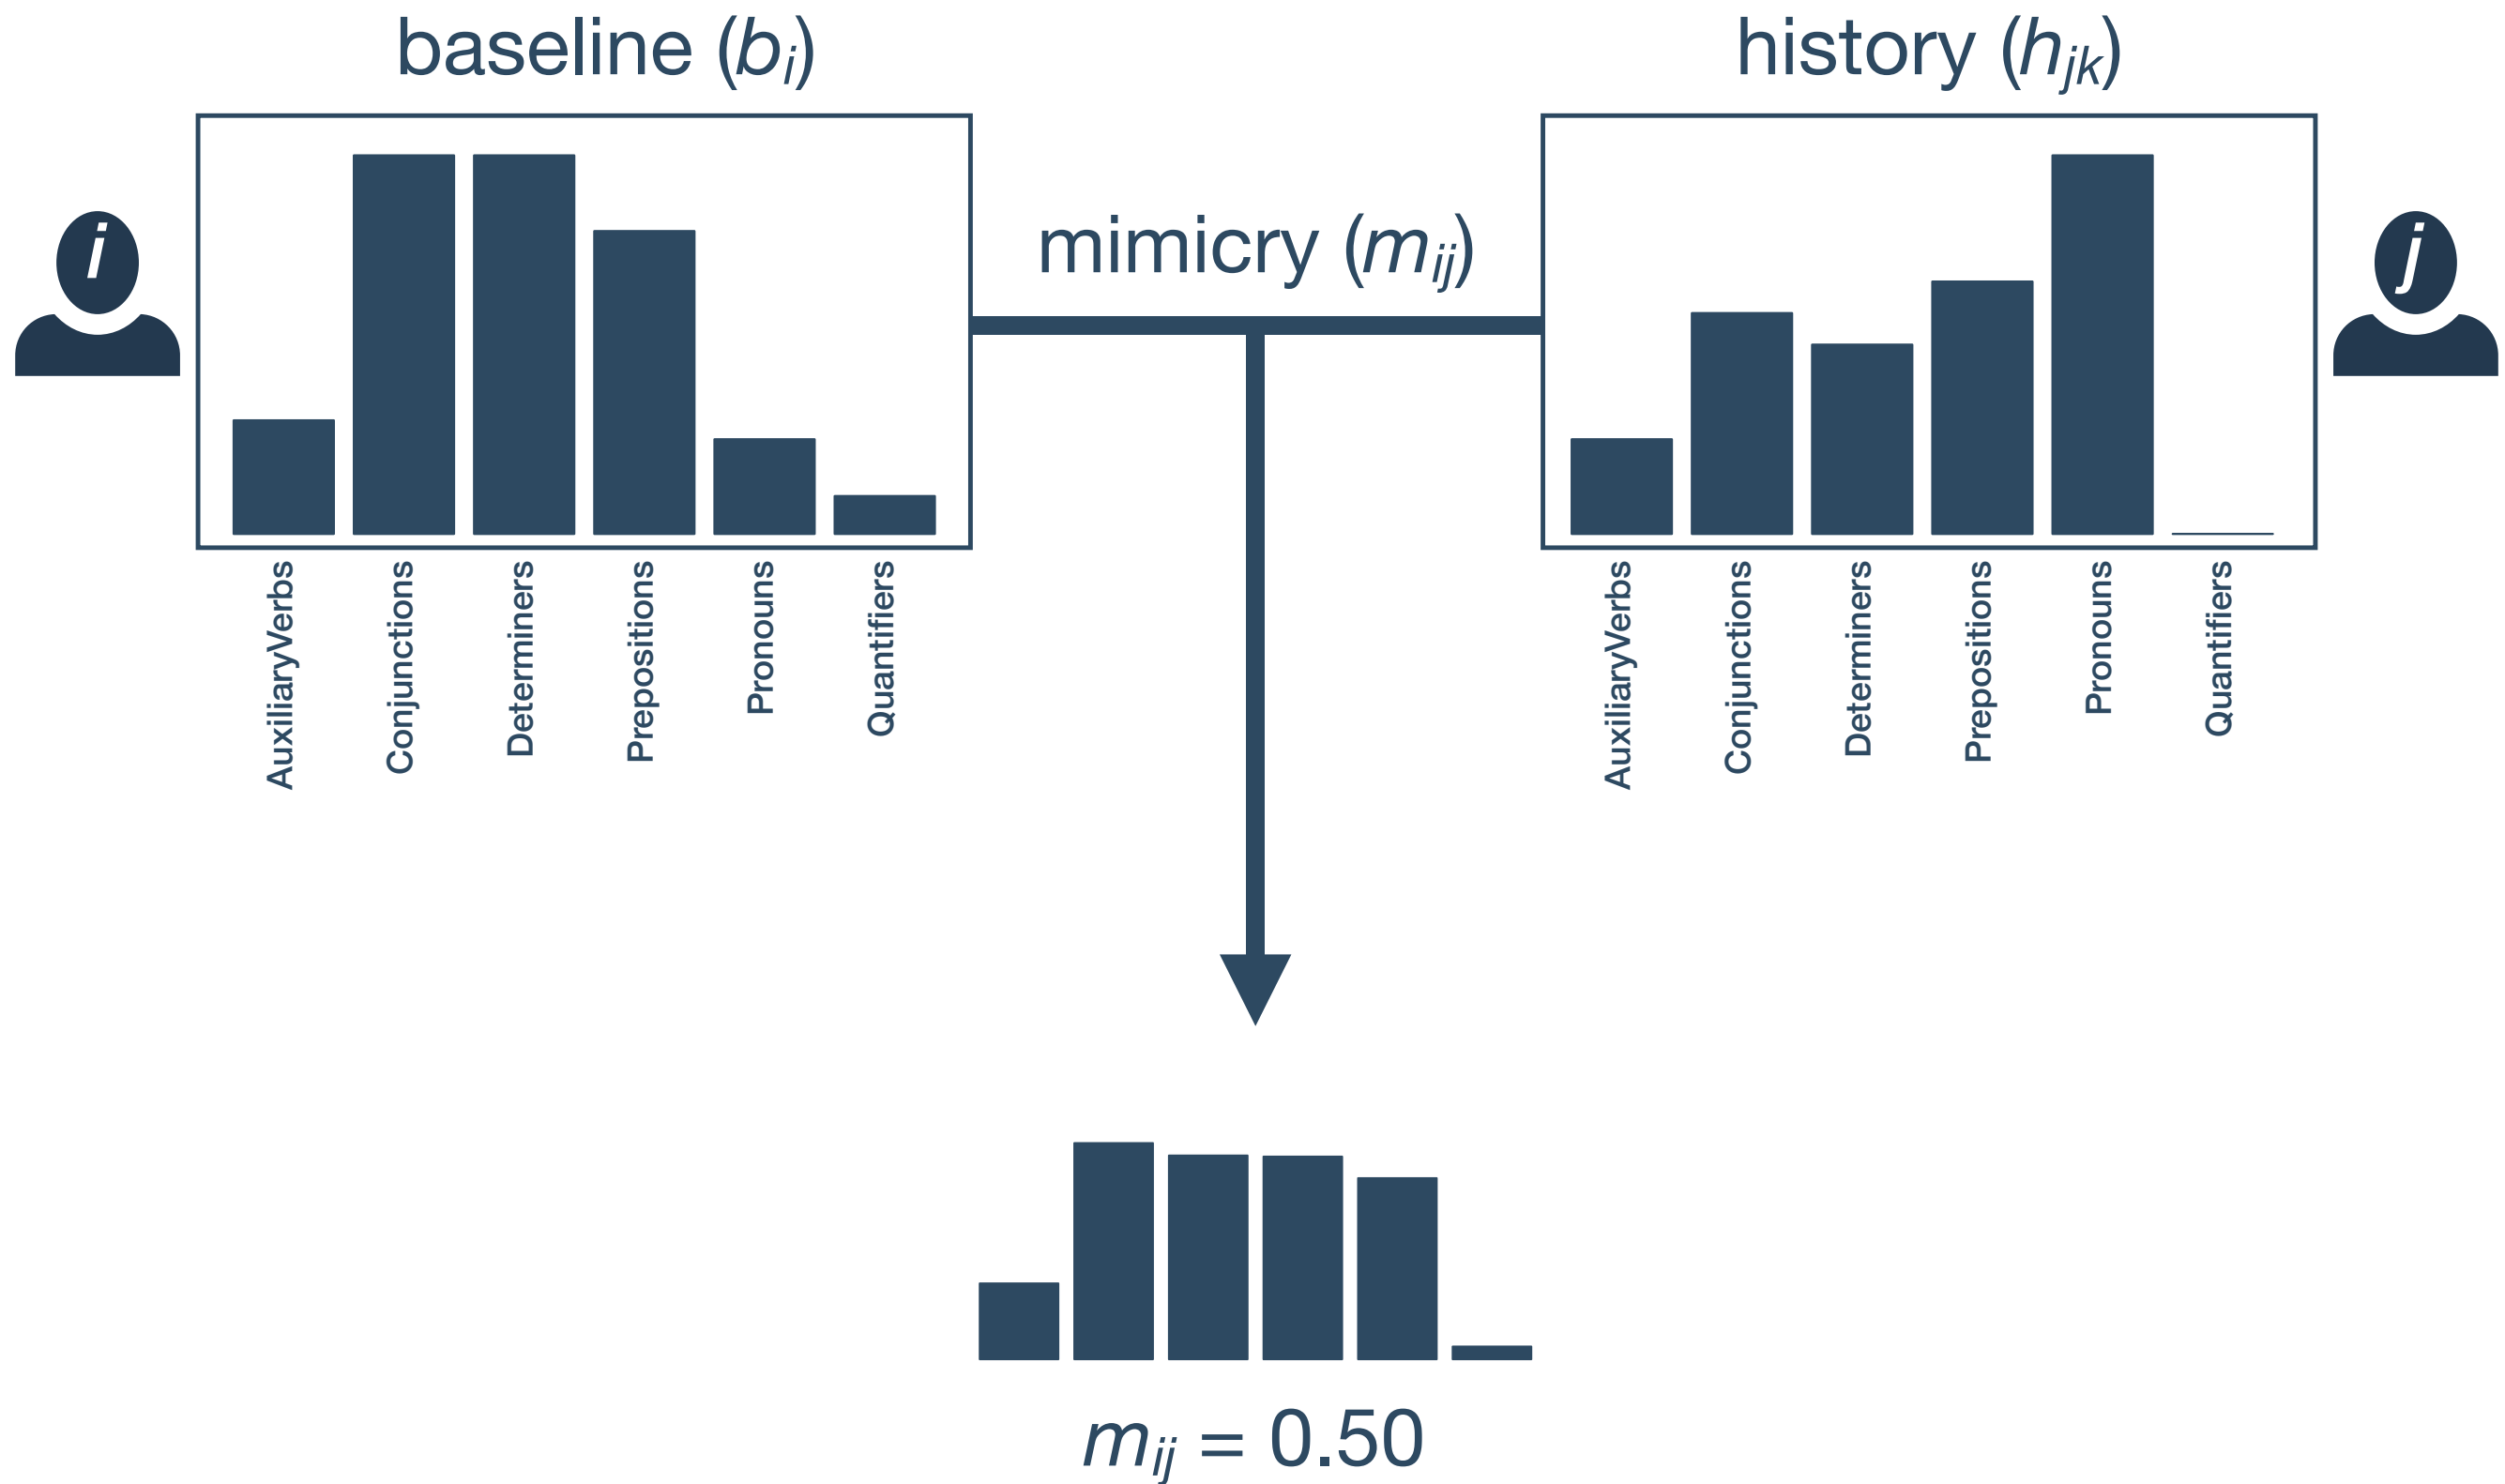 baseline (bi)
history (hjk)
i
mimicry (mij)
j
AuxiliaryVerbs
Conjunctions
Determiners
Prepositions
Pronouns
Quantifiers
AuxiliaryVerbs
Conjunctions
Determiners
Prepositions
Pronouns
Quantifiers
mij = 0.50